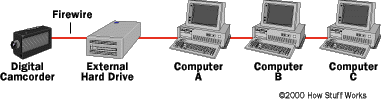 Firewire
Digital
Camcorder
External
Hard Drive
Computer
A
Computer
B
Computer
C
©2000 How Stuff Works